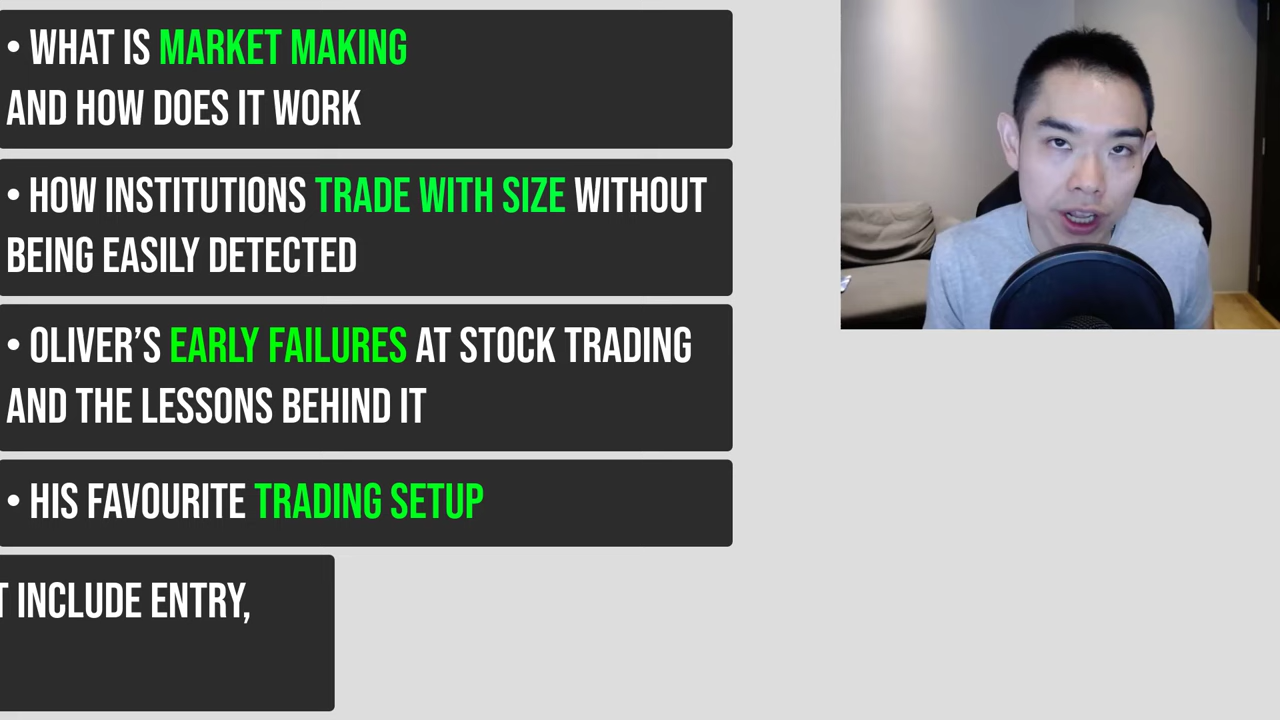 • WHAT IS MARKET MAKING
AND HOW DOES IT WORK
• HOW INSTITUTIONS TRADE WITH SIZE WITHOUT
BEING EASILY DETECTED
• OLIVER’S EARLY FAILURES AT STOCK TRADING
AND THE LESSONS BEHIND IT
• HIS FAVOURITE TRADING SETUP
INCLUDE ENTRY,